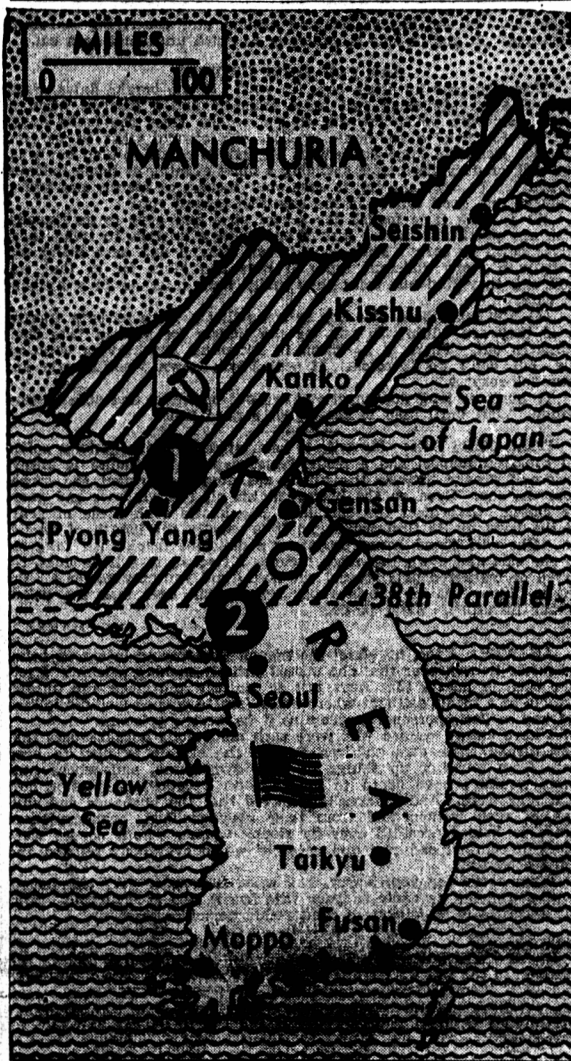 MILES
0 100
MANCHURIA
Seishin
Kisshu
Kanko
Sea
of Japan
1
Gensan
Pyong Yang
KOREA
38th Parallel
2
Seoul
Yellow
Sea
Taikyu
Fusan
Moppo